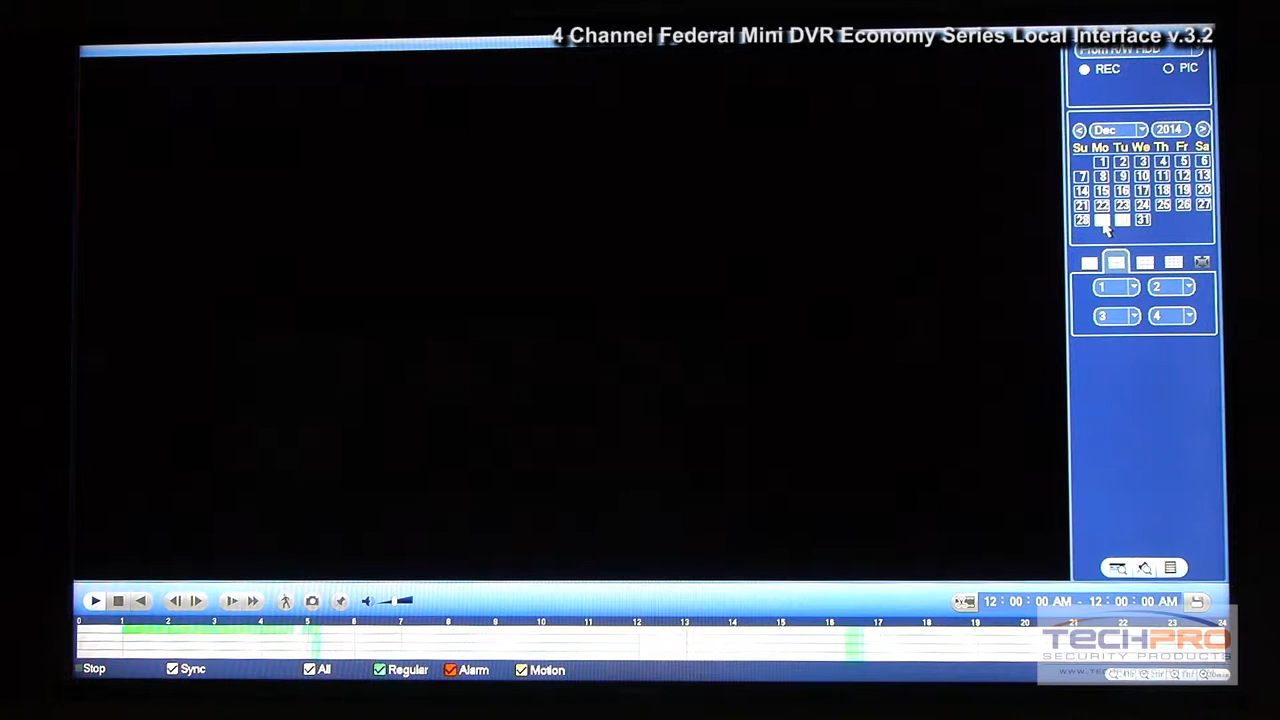 4 Channel Federal Mini DVR Economy Series Local Interface v.3.2
From R/W HDD
REC PIC
< Dec 2014 >
Su Mo Tu We Th Fr Sa
1 2 3 4 5 6
7 8 9 10 11 12 13
14 15 16 17 18 19 20
21 22 23 24 25 26 27
28 31
1 2
3 4
12 : 00 : 00 AM - 12 : 00 : 00 AM
0 1 2 3 4 5 6 7 8 9 10 11 12 13 14 15 16 17 18 19 20 21 22 23 24
Stop Sync All Regular Alarm Motion
TECHPRO
SECURITY PRODUCTS